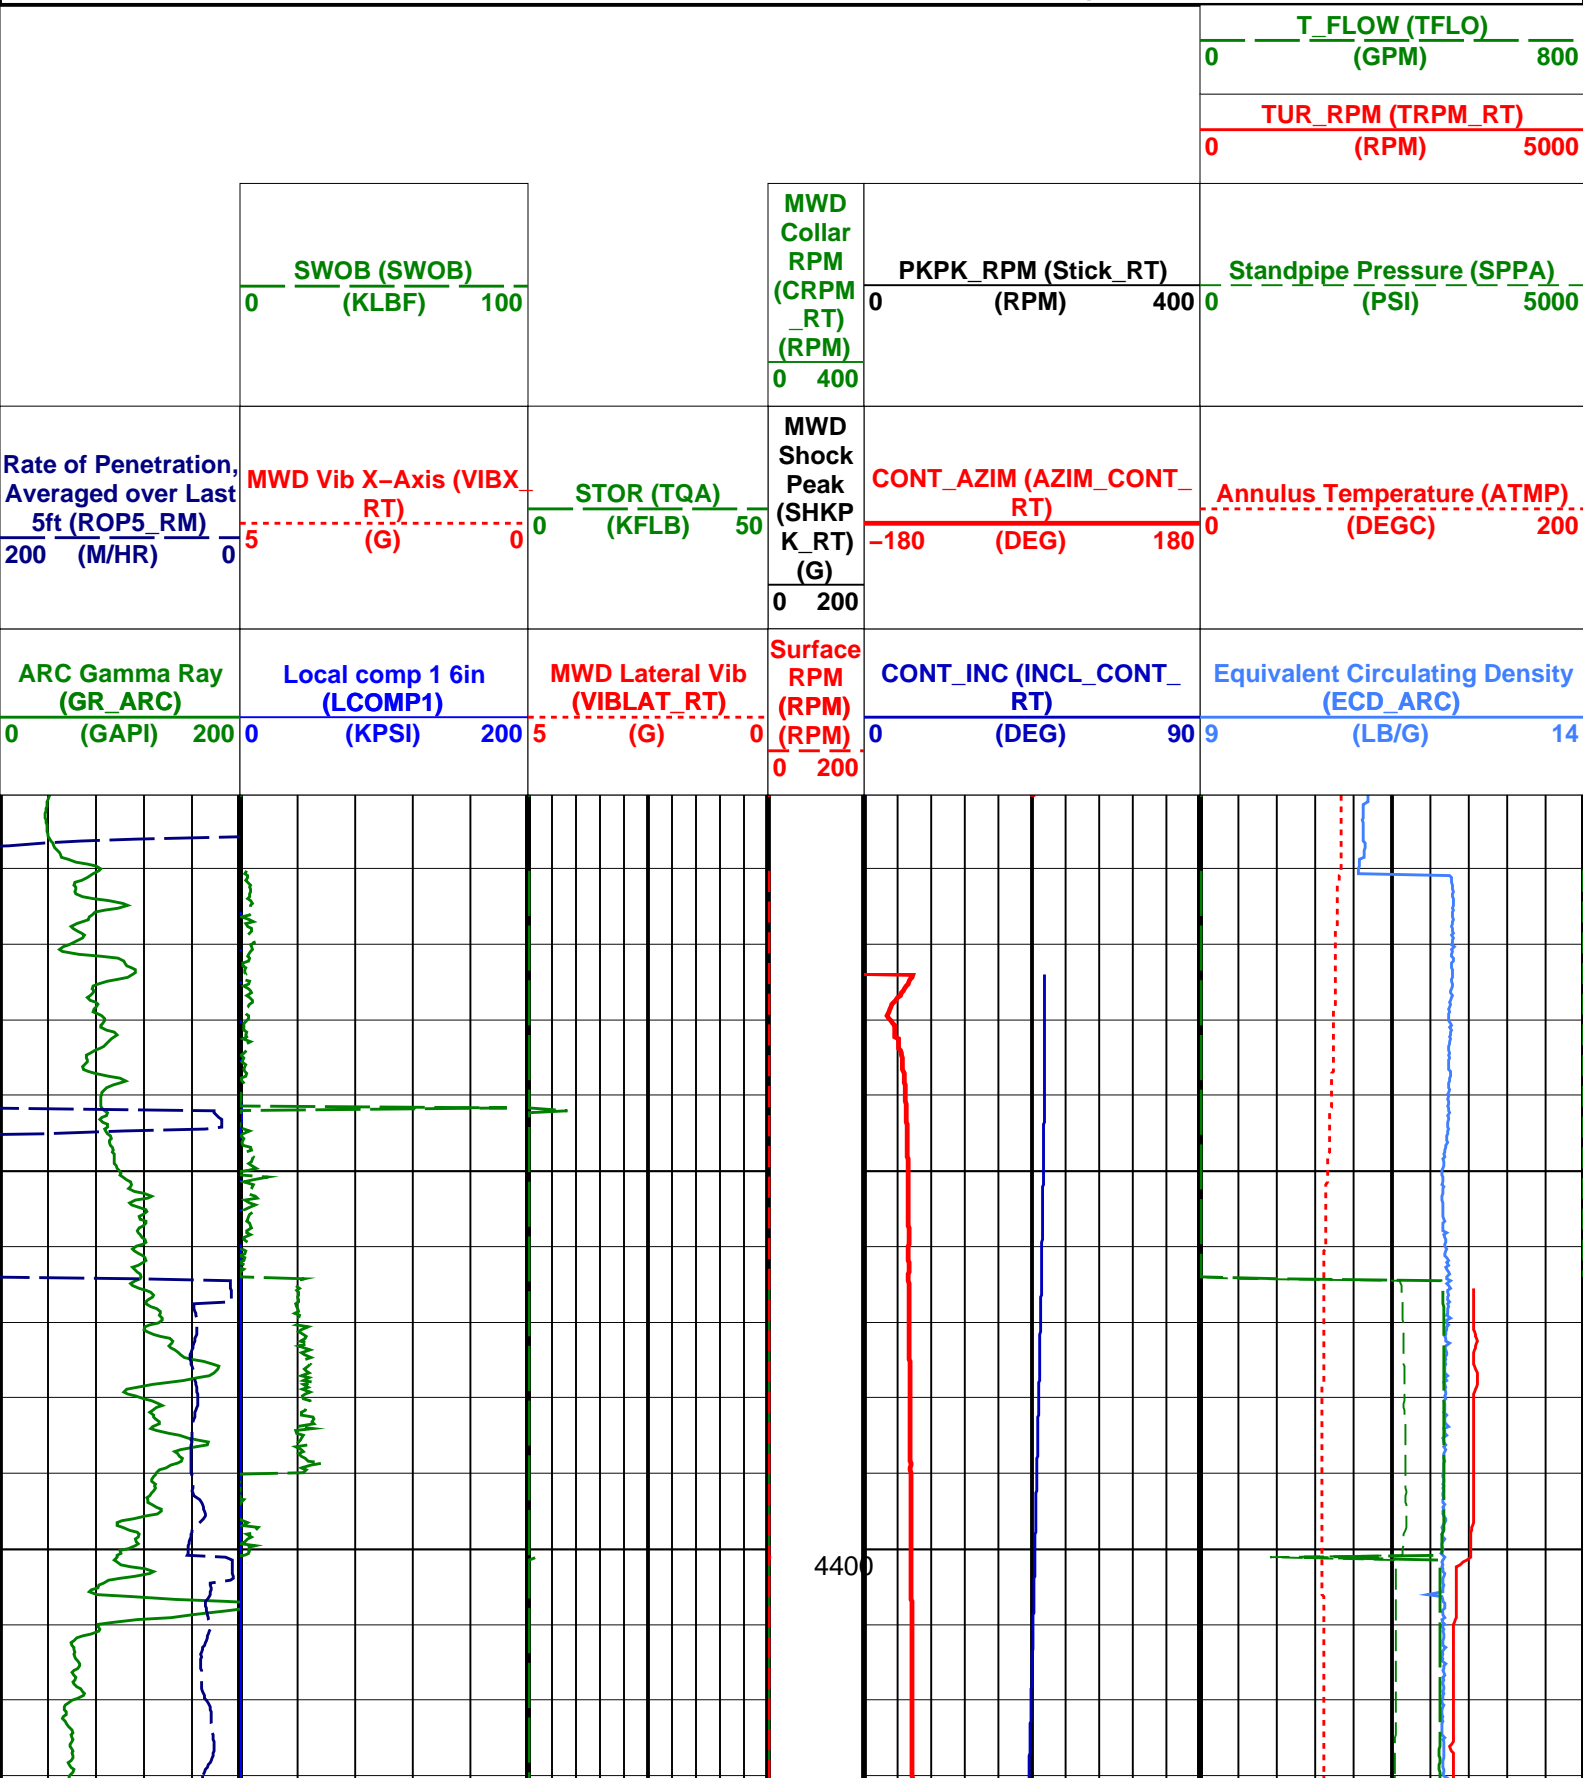 T_FLOW (TFLO)
0 (GPM) 800
TUR_RPM (TRPM_RT)
0 (RPM) 5000
SWOB (SWOB)
0 (KLBF) 100
MWD
Collar
RPM
(CRPM
_RT)
(RPM)
0 400
PKPK_RPM (Stick_RT)
0 (RPM) 400
Standpipe Pressure (SPPA)
0 (PSI) 5000
Rate of Penetration,
Averaged over Last
5ft (ROP5_RM)
200 (M/HR) 0
MWD Vib X−Axis (VIBX_
RT)
5 (G) 0
STOR (TQA)
0 (KFLB) 50
MWD
Shock
Peak
(SHKP
K_RT)
(G)
0 200
CONT_AZIM (AZIM_CONT_
RT)
−180 (DEG) 180
Annulus Temperature (ATMP)
0 (DEGC) 200
ARC Gamma Ray
(GR_ARC)
0 (GAPI) 200
Local comp 1 6in
(LCOMP1)
0 (KPSI) 200
MWD Lateral Vib
(VIBLAT_RT)
5 (G) 0
Surface
RPM
(RPM)
(RPM)
0 200
CONT_INC (INCL_CONT_
RT)
0 (DEG) 90
Equivalent Circulating Density
(ECD_ARC)
9 (LB/G) 14
4400